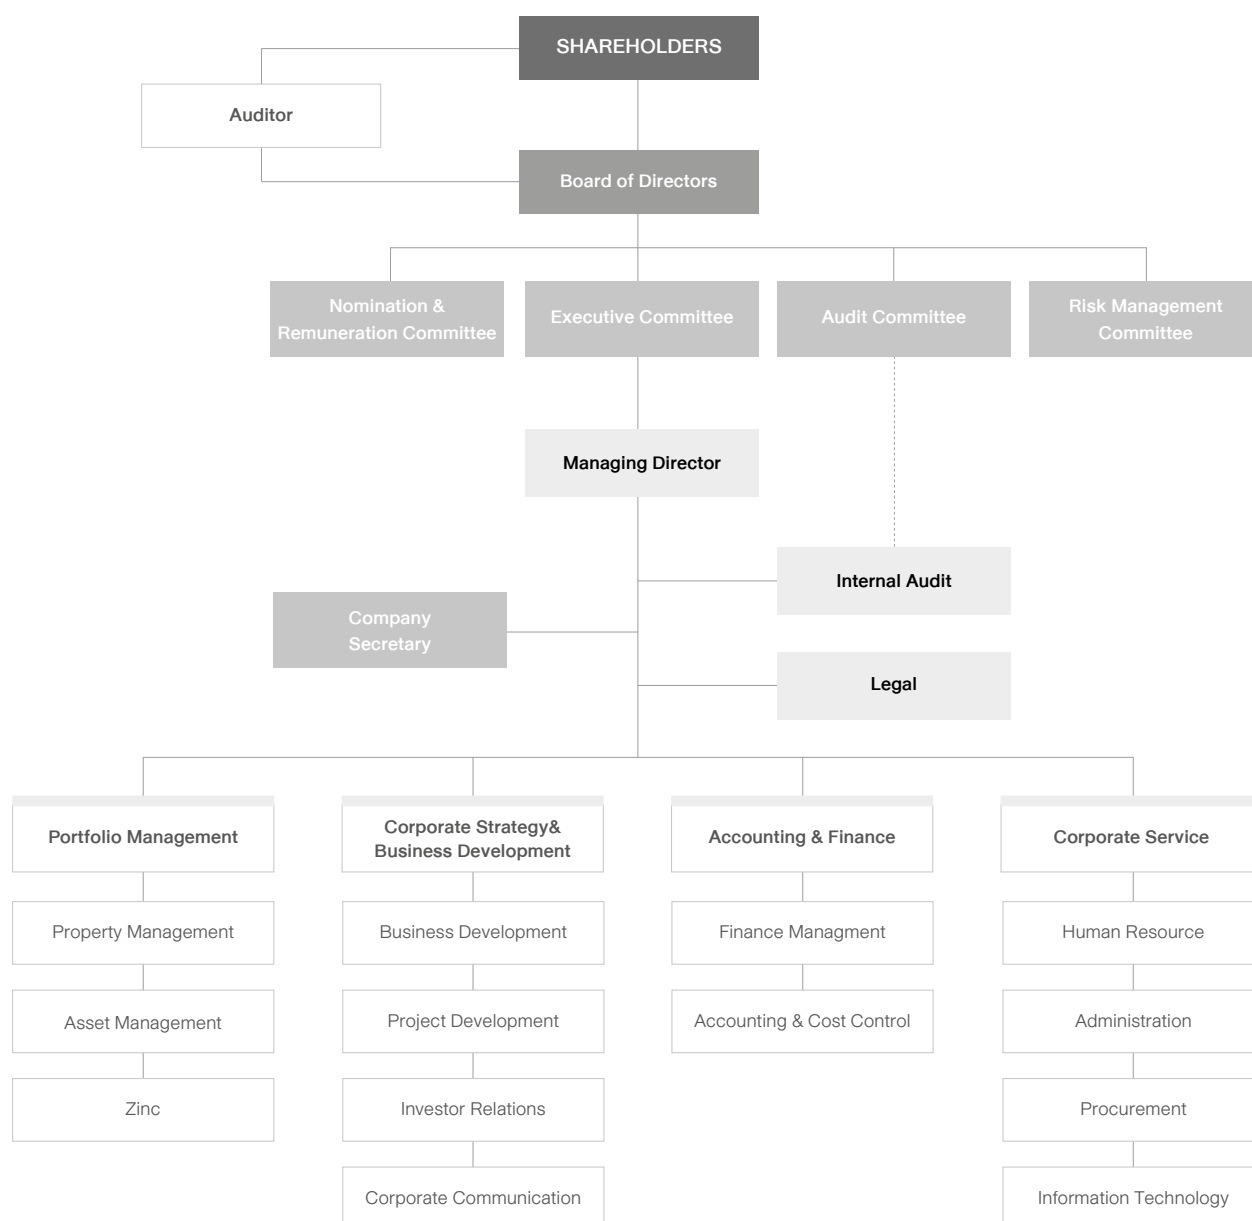 SHAREHOLDERS
Auditor
Board of Directors
Nomination &
Remuneration Committee
Executive Committee
Audit Committee
Risk Management
Committee
Managing Director
Internal Audit
Company
Secretary
Legal
Portfolio Management
Corporate Strategy&
Business Development
Accounting & Finance
Corporate Service
Property Management
Business Development
Finance Managment
Human Resource
Asset Management
Project Development
Accounting & Cost Control
Administration
Zinc
Investor Relations
Procurement
Corporate Communication
Information Technology